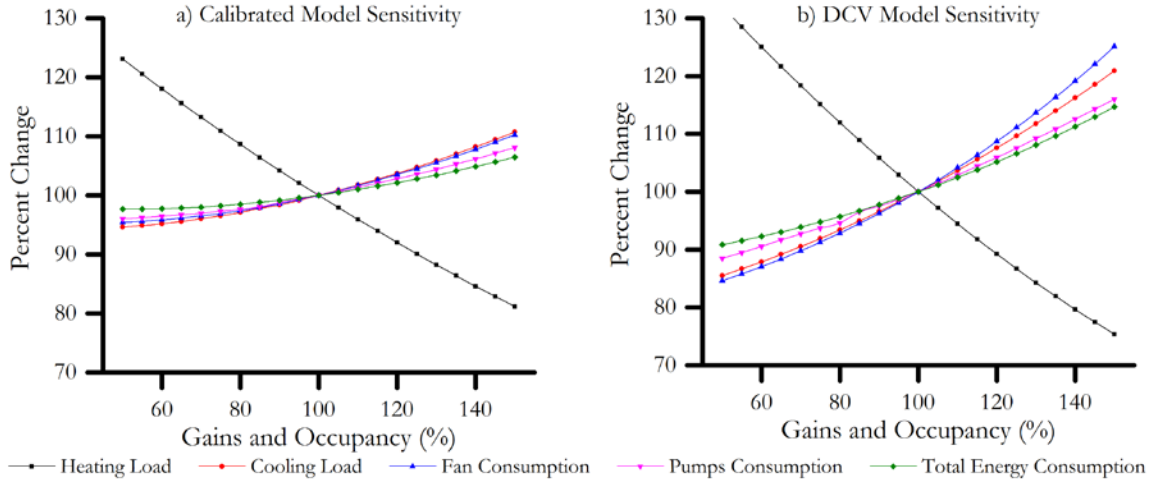 a) Calibrated Model Sensitivity
130
120
110
100
90
80
70
Percent Change
60 80 100 120 140
Gains and Occupancy (%)
b) DCV Model Sensitivity
130
120
110
100
90
80
70
Percent Change
60 80 100 120 140
Gains and Occupancy (%)
Heating Load Cooling Load Fan Consumption Pumps Consumption Total Energy Consumption